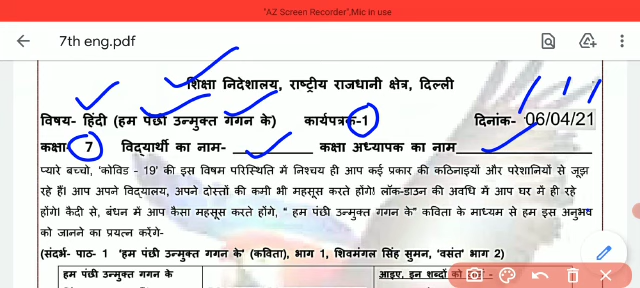 "AZ Screen Recorder",Mic in use
7th eng.pdf
शिक्षा निदेशालय, राष्ट्रीय राजधानी क्षेत्र, दिल्ली
विषय- हिंदी (हम पंछी उन्मुक्त गगन के) कार्यपत्रक-1 दिनांक- 06/04/21
कक्षा- 7 विद्यार्थी का नाम- कक्षा अध्यापक का नाम
प्यारे बच्चो, 'कोविड - 19' की इस विषम परिस्थिति में निश्चय ही आप कई प्रकार की कठिनाइयों और परेशानियों से जूझ
रहे हैं। आप अपने विद्यालय, अपने दोस्तों की कमी भी महसूस करते होंगे! लॉक-डाउन की अवधि में आप घर में ही रहे
होंगे। कैदी से, बंधन में आप कैसा महसूस करते होंगे, " हम पंछी उन्मुक्त गगन के" कविता के माध्यम से हम इस अनुभव
को जानने का प्रयत्न करेंगे-
(संदर्भ- पाठ- 1 'हम पंछी उन्मुक्त गगन के' (कविता), भाग 1, शिवमंगल सिंह सुमन, 'वसंत' भाग 2)
हम पंछी उन्मुक्त गगन के आइए, इन शब्दों को